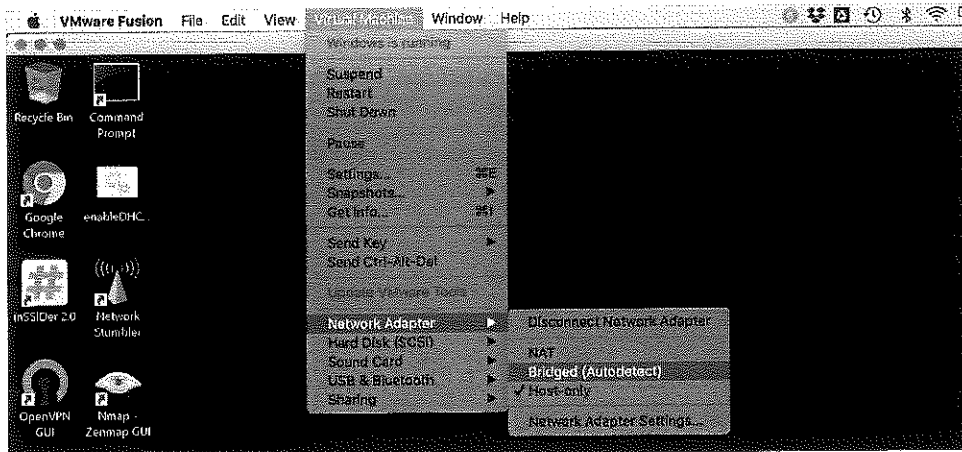 VMware Fusion File Edit View Virtual Machine Window Help
Windows is running
Suspend
Restart
Shut Down
Pause
Settings... ⌘E
Snapshots
Get Info... ⌘I
Send Key
Send Ctrl-Alt-Del
Update VMware Tools
Network Adapter
Hard Disk (SCSI)
Sound Card
USB & Bluetooth
Sharing
Disconnect Network Adapter
NAT
Bridged (Autodetect)
✓ Host-only
Network Adapter Settings...
Recycle Bin
Command
Prompt
Google
Chrome
enableDHC...
inSSIDer 2.0
Network
Stumbler
OpenVPN
GUI
Nmap -
Zenmap GUI